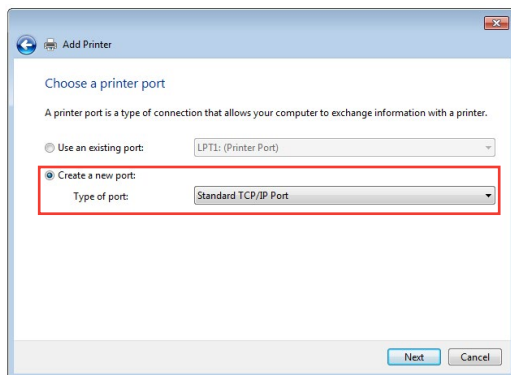 Add Printer
Choose a printer port
A printer port is a type of connection that allows your computer to exchange information with a printer.
Use an existing port:
LPT1: (Printer Port)
Create a new port:
Type of port:
Standard TCP/IP Port
Next
Cancel